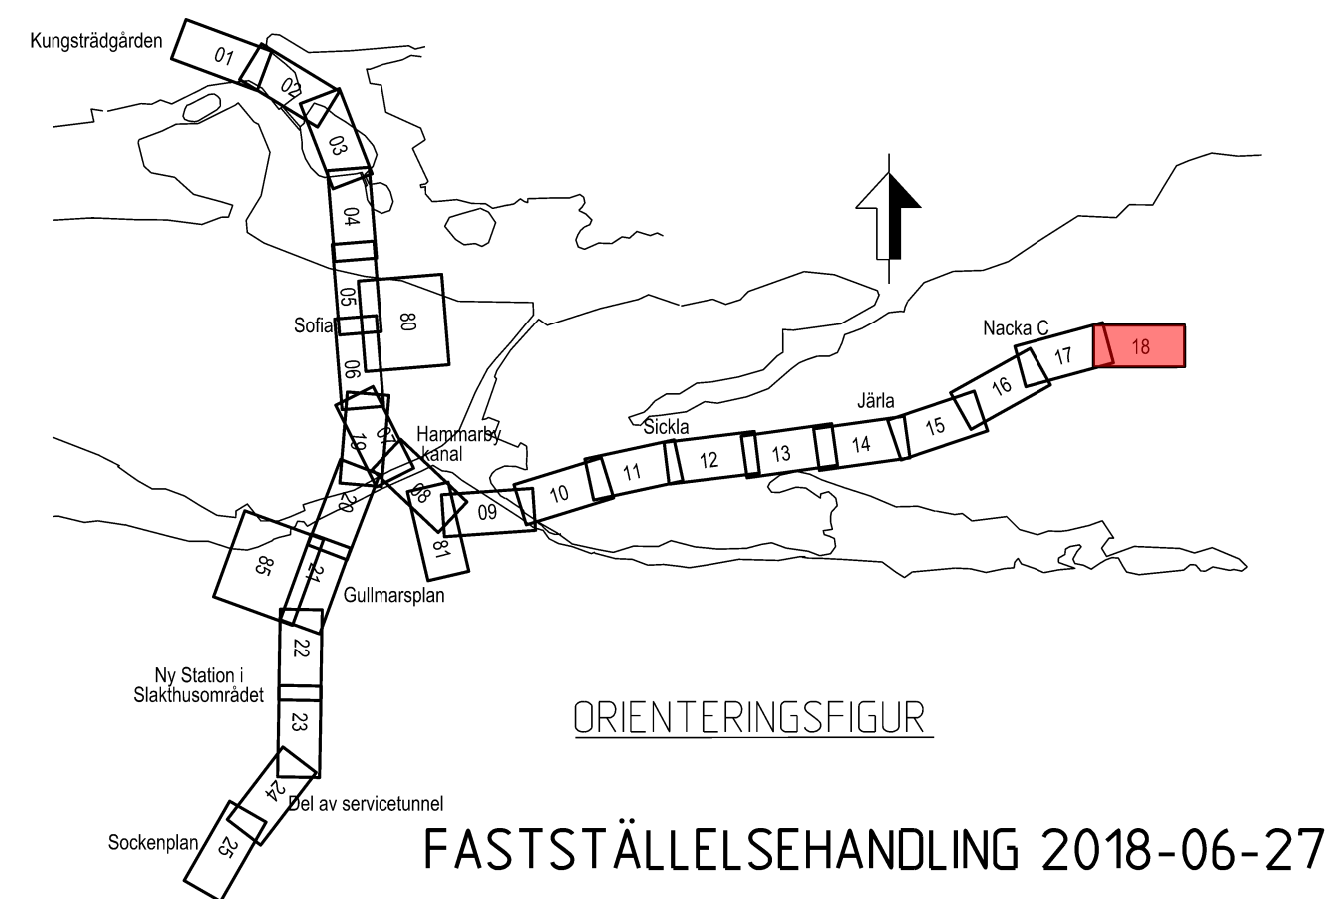 Kungsträdgården
01
02
03
04
05
Sofia
80
06
07
19
Hammarby
kanal
08
20
09
81
10
Sickla
11
12
13
Järla
14
15
16
Nacka C
17
18
85
21
Gullmarsplan
22
Ny Station i
Slakthusområdet
23
24
Del av servicetunnel
Sockenplan
25
ORIENTERINGSFIGUR
FASTSTÄLLELSEHANDLING 2018-06-27